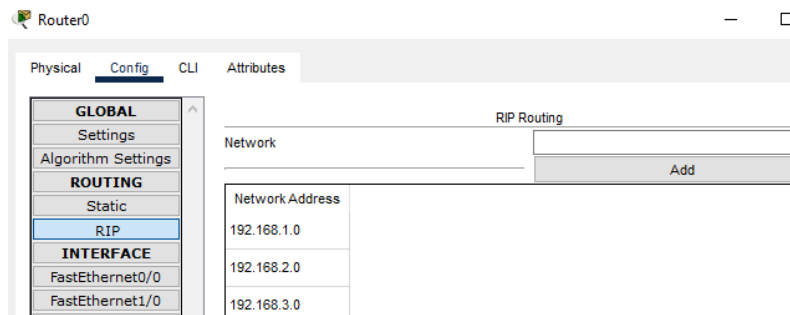 Router0
Physical Config CLI Attributes
GLOBAL
Settings
Algorithm Settings
ROUTING
Static
RIP
INTERFACE
FastEthernet0/0
FastEthernet1/0
RIP Routing
Network
Add
Network Address
192.168.1.0
192.168.2.0
192.168.3.0